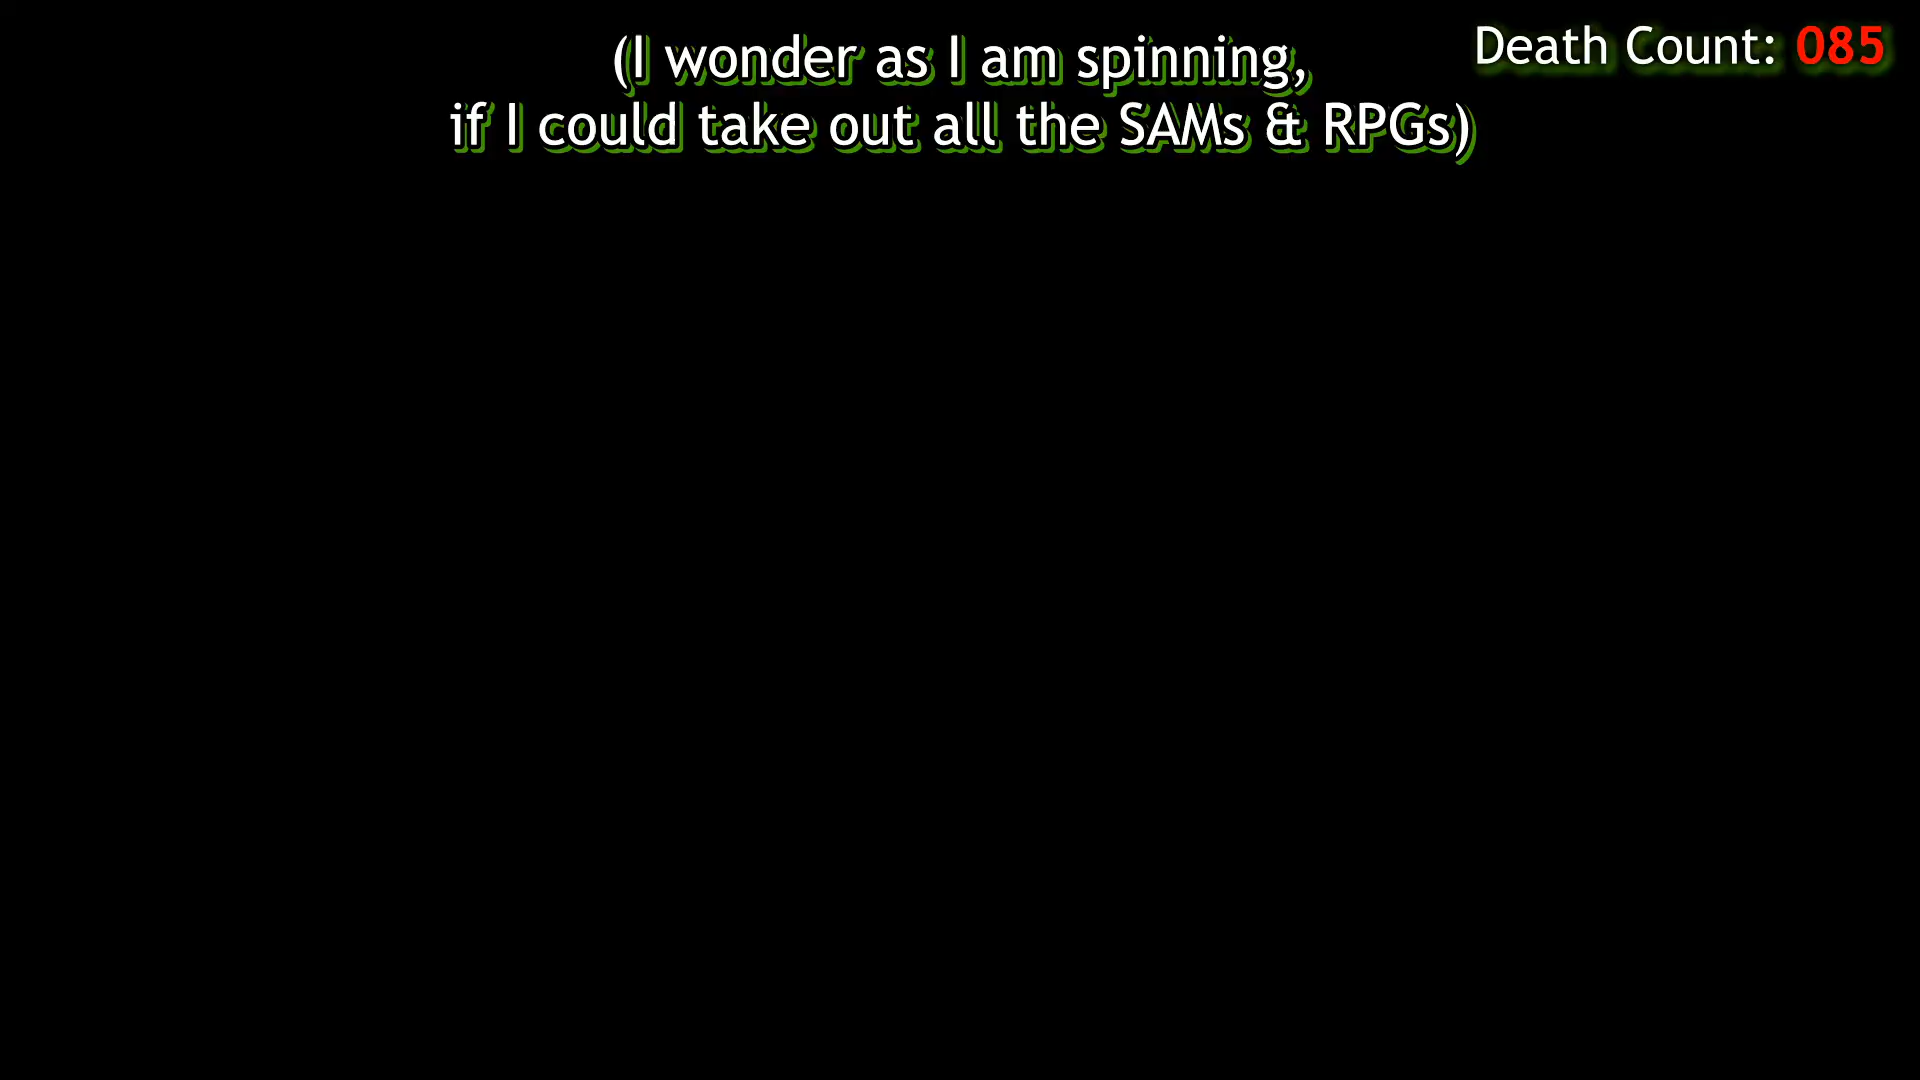 (I wonder as I am spinning,
if I could take out all the SAMs & RPGs)
Death Count: 085